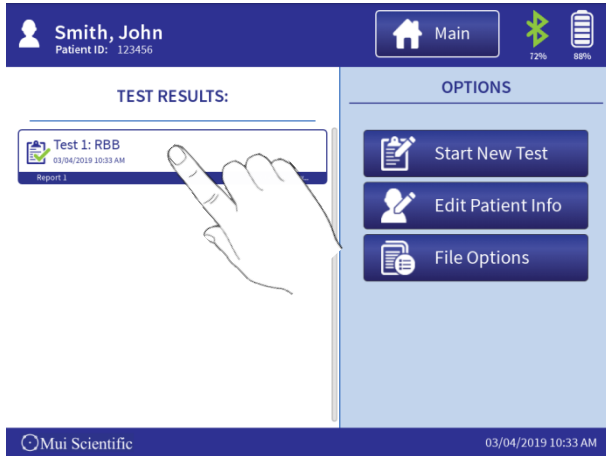 Smith, John
Patient ID: 123456
Main
72%
88%
TEST RESULTS:
OPTIONS
Test 1: RBB
03/04/2019 10:33 AM
Report 1
Start New Test
Edit Patient Info
File Options
Mui Scientific
03/04/2019 10:33 AM